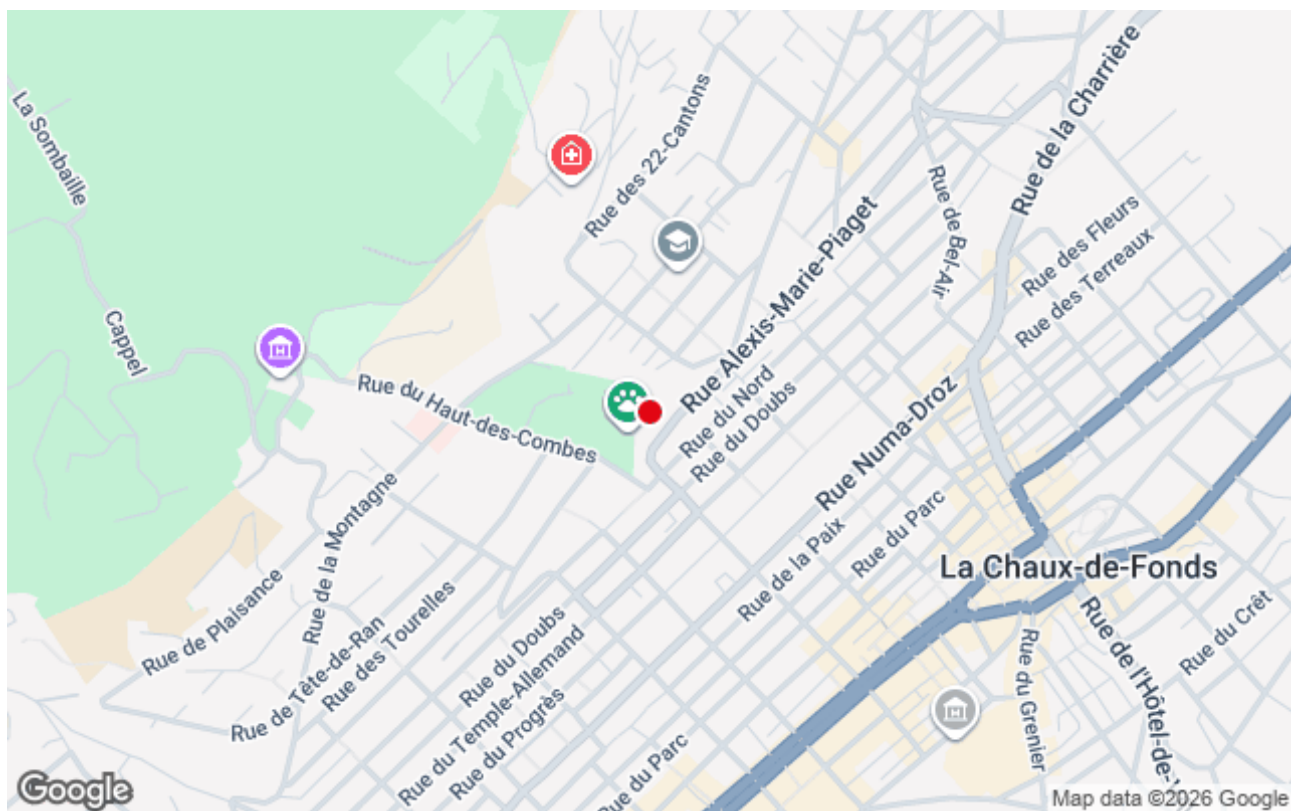 La Sombaille
Rue des 22-Cantons
Rue de la Charrière
Rue de Bel-Air
Rue des Fleurs
Rue des Terreaux
Cappel
Rue Alexis-Marie-Piaget
Rue du Haut-des-Combes
Rue du Nord
Rue du Doubs
Rue Numa-Droz
Rue du Parc
Rue de la Paix
La Chaux-de-Fonds
Rue de la Montagne
Rue de Plaisance
Rue de Tête-de-Ran
Rue des Tourelles
Rue du Doubs
Rue du Temple-Allemand
Rue du Progrès
Rue du Parc
Rue du Grenier
Rue de l'Hôtel-de-
Rue du Crêt
Google
Map data ©2026 Google